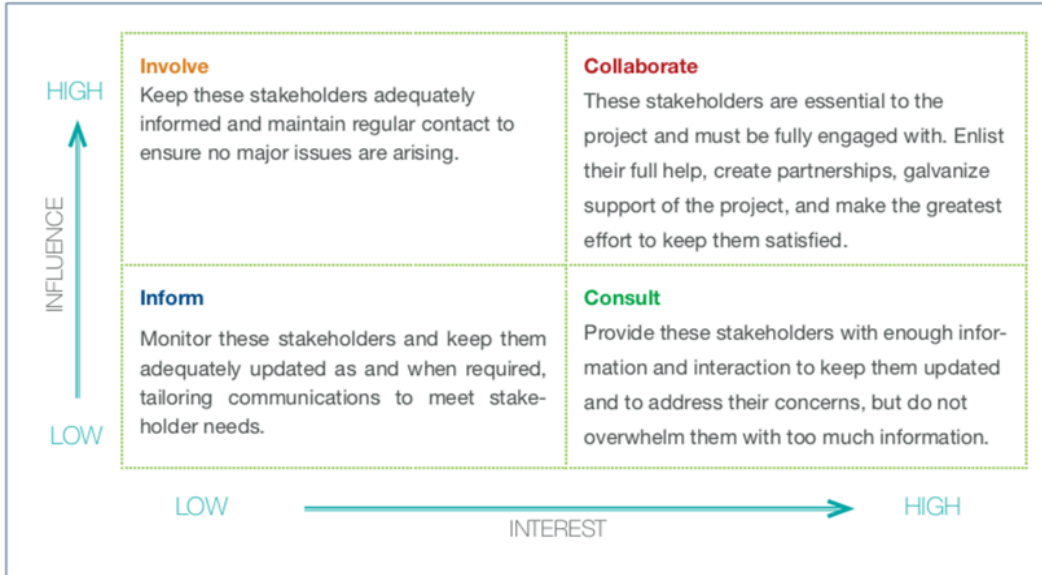 HIGH
INFLUENCE
LOW
Involve
Keep these stakeholders adequately
informed and maintain regular contact to
ensure no major issues are arising.
Collaborate
These stakeholders are essential to the
project and must be fully engaged with. Enlist
their full help, create partnerships, galvanize
support of the project, and make the greatest
effort to keep them satisfied.
Inform
Monitor these stakeholders and keep them
adequately updated as and when required,
tailoring communications to meet stake-
holder needs.
Consult
Provide these stakeholders with enough infor-
mation and interaction to keep them updated
and to address their concerns, but do not
overwhelm them with too much information.
LOW
INTEREST
HIGH